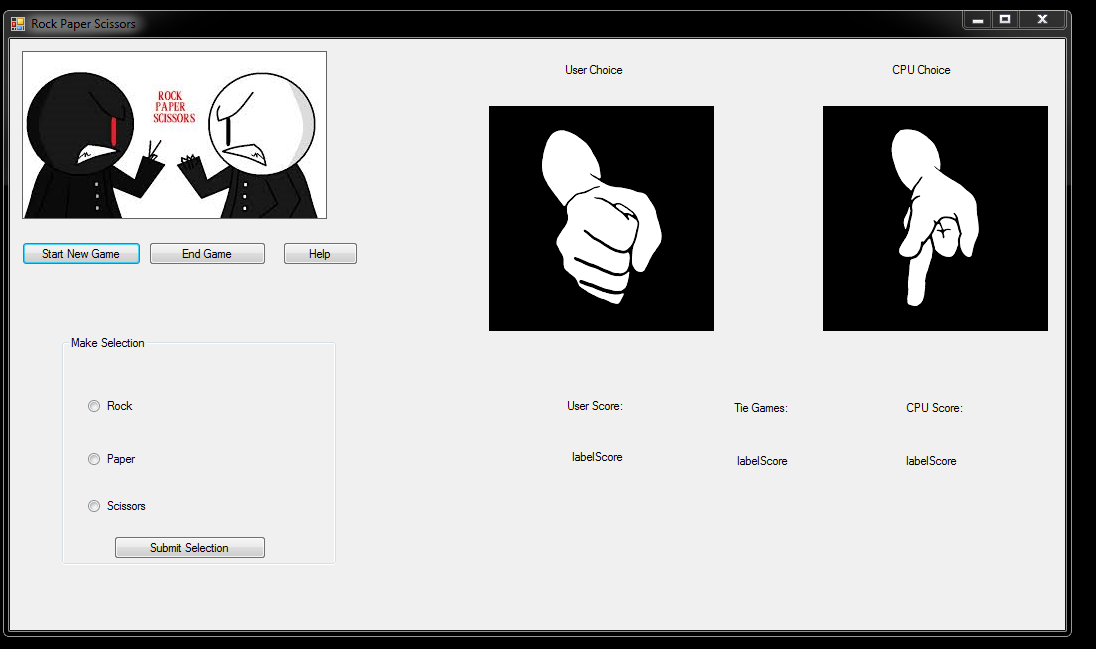 Rock Paper Scissors
ROCK
PAPER
SCISSORS
User Choice
CPU Choice
Start New Game
End Game
Help
Make Selection
Rock
Paper
Scissors
Submit Selection
User Score:
Tie Games:
CPU Score:
labelScore
labelScore
labelScore